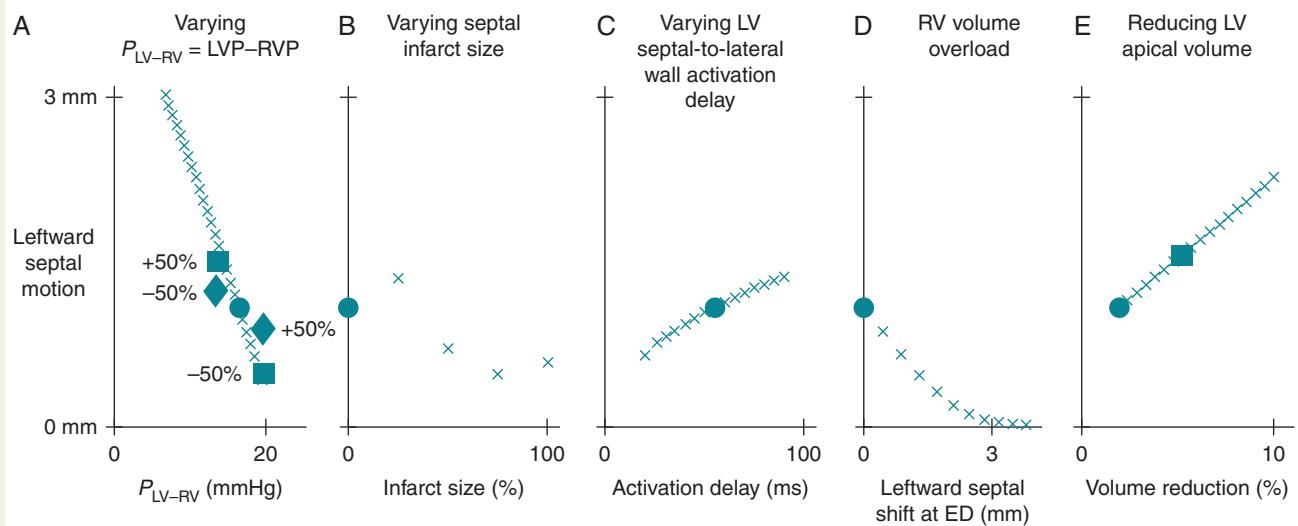 A
Varying
P LV–RV = LVP–RVP
B
Varying septal
infarct size
C
Varying LV
septal-to-lateral
wall activation
delay
D
RV volume
overload
E
Reducing LV
apical volume
3 mm
Leftward
septal
motion
+50%
–50%
+50%
–50%
0 mm
0
20
0
100
0
100
0
3
0
10
P LV–RV (mmHg)
Infarct size (%)
Activation delay (ms)
Leftward septal
shift at ED (mm)
Volume reduction (%)